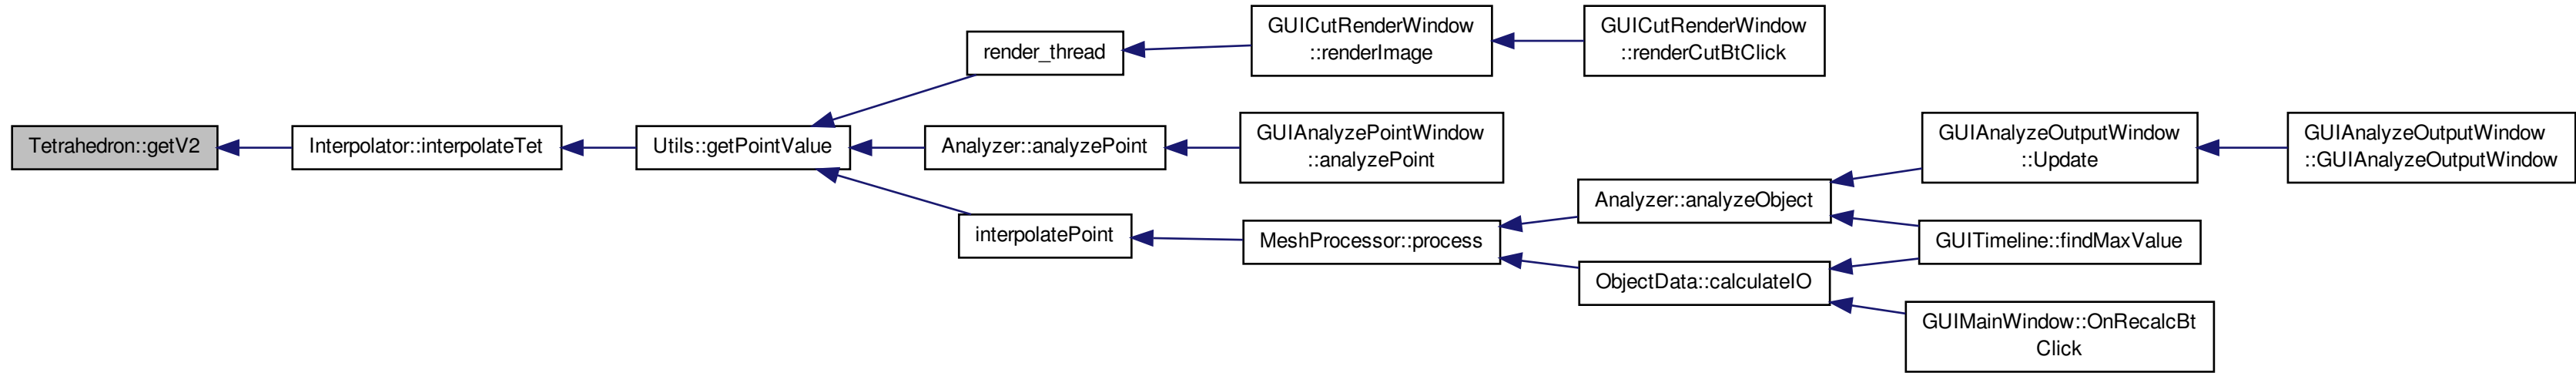 Tetrahedron::getV2
Interpolator::interpolateTet
Utils::getPointValue
render_thread
GUICutRenderWindow
::renderImage
GUICutRenderWindow
::renderCutBtClick
Analyzer::analyzePoint
GUIAnalyzePointWindow
::analyzePoint
interpolatePoint
MeshProcessor::process
Analyzer::analyzeObject
GUIAnalyzeOutputWindow
::Update
GUIAnalyzeOutputWindow
::GUIAnalyzeOutputWindow
GUITimeline::findMaxValue
ObjectData::calculateIO
GUIMainWindow::OnRecalcBt
Click